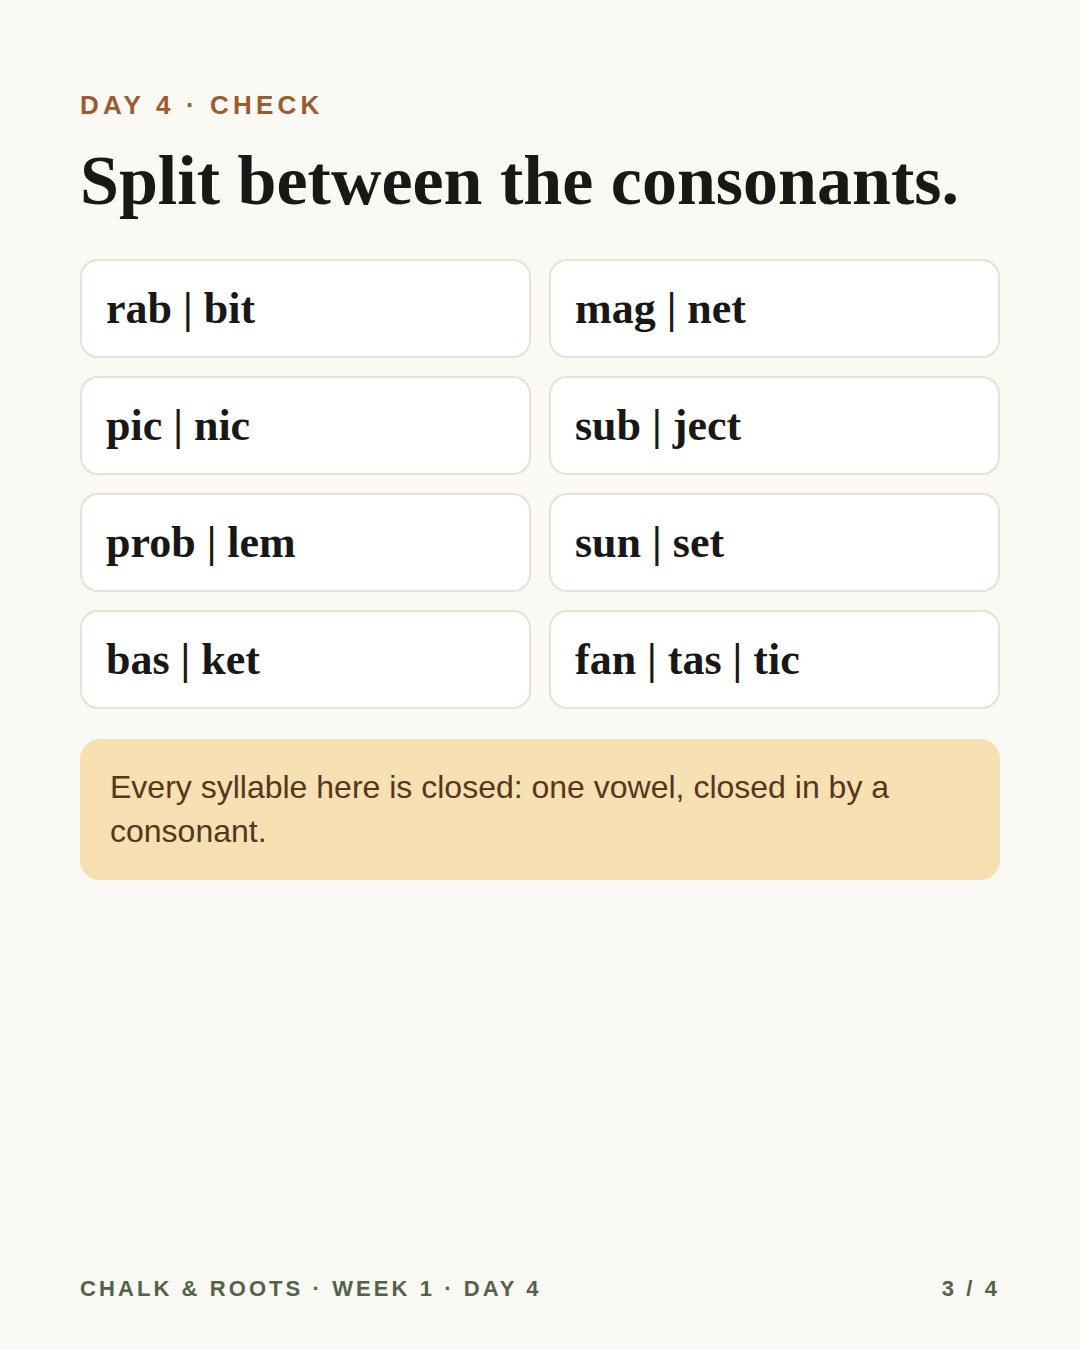 DAY 4 · CHECK
Split between the consonants.
rab | bit
mag | net
pic | nic
sub | ject
prob | lem
sun | set
bas | ket
fan | tas | tic
Every syllable here is closed: one vowel, closed in by a
consonant.
CHALK & ROOTS · WEEK 1 · DAY 4
3 / 4